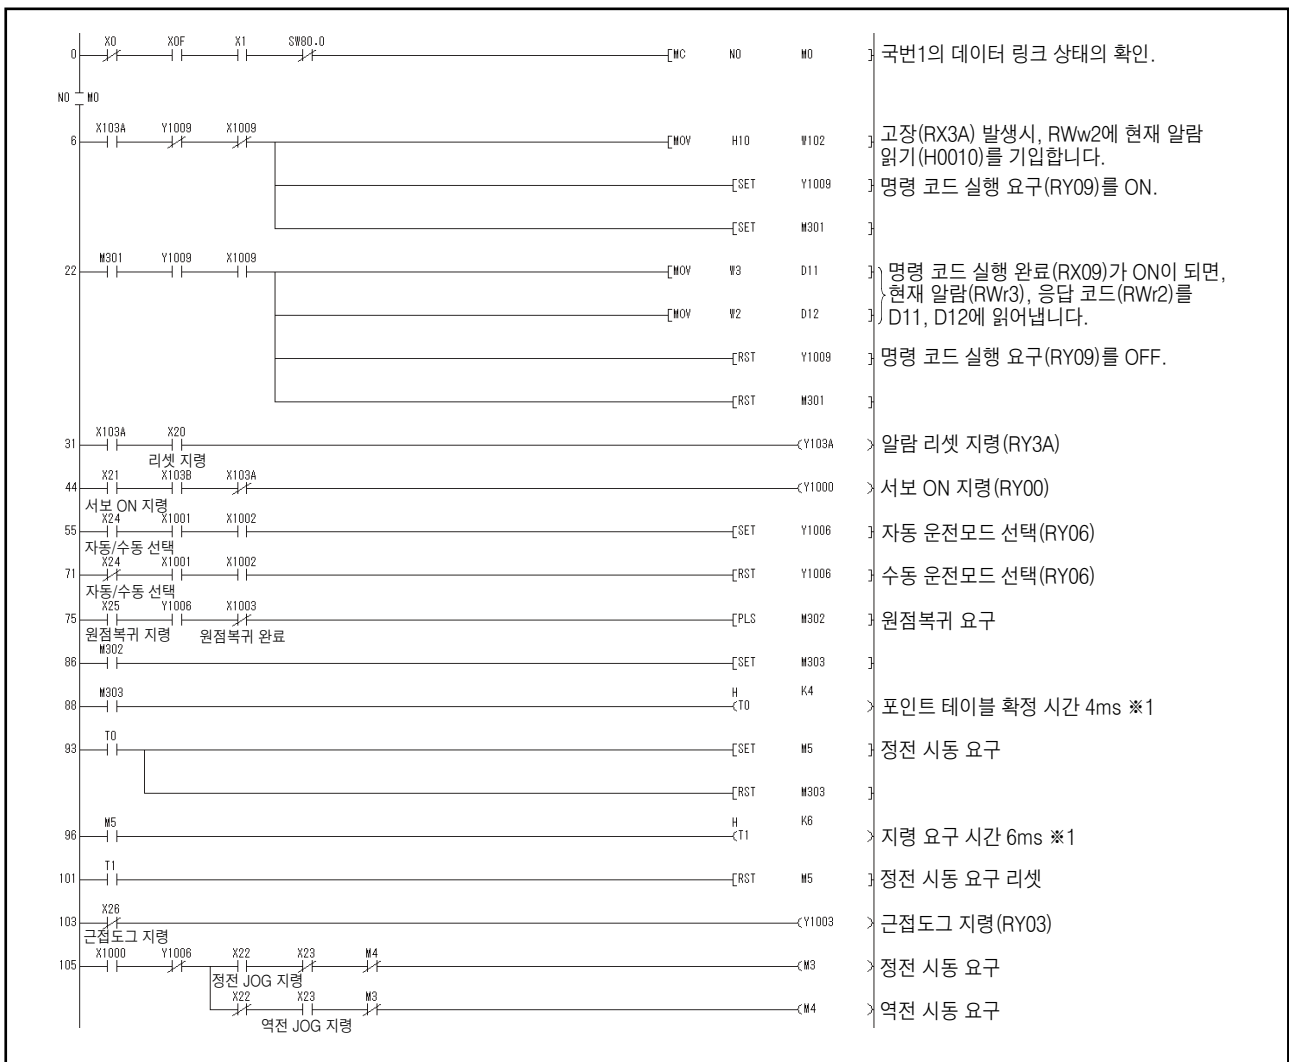 X0 X0F X1 SW80.0
0 [MC N0 M0 ] 국번1의 데이터 링크 상태의 확인.
N0 M0
X103A Y1009 X1009
6 [MOV H10 W102 ] 고장(RX3A) 발생시, RWw2에 현재 알람
읽기(H0010)를 기입합니다.
[SET Y1009 ] 명령 코드 실행 요구(RY09)를 ON.
[SET M301 ]
M301 Y1009 X1009
22 [MOV W3 D11 ] 명령 코드 실행 완료(RX09)가 ON이 되면,
현재 알람(RWr3), 응답 코드(RWr2)를
[MOV W2 D12 ] D11, D12에 읽어냅니다.
[RST Y1009 ] 명령 코드 실행 요구(RY09)를 OFF.
[RST M301 ]
X103A X20
31 (Y103A ) 알람 리셋 지령(RY3A)
리셋 지령
X21 X103B X103A
44 (Y1000 ) 서보 ON 지령(RY00)
서보 ON 지령
X24 X1001 X1002
55 [SET Y1006 ] 자동 운전모드 선택(RY06)
자동/수동 선택
X24 X1001 X1002
71 [RST Y1006 ] 수동 운전모드 선택(RY06)
자동/수동 선택
X25 Y1006 X1003
75 [PLS M302 ] 원점복귀 요구
원점복귀 지령 원점복귀 완료
M302
86 [SET M303 ]
M303 H K4
88 (T0 ) 포인트 테이블 확정 시간 4ms ※1
T0
93 [SET M5 ] 정전 시동 요구
[RST M303 ]
M5 H K6
96 (T1 ) 지령 요구 시간 6ms ※1
T1
101 [RST M5 ] 정전 시동 요구 리셋
X26
103 (Y1003 ) 근접도그 지령(RY03)
근접도그 지령
X1000 Y1006 X22 X23 M4
105 (M3 ) 정전 시동 요구
정전 JOG 지령
X22 X23 M3
(M4 ) 역전 시동 요구
역전 JOG 지령